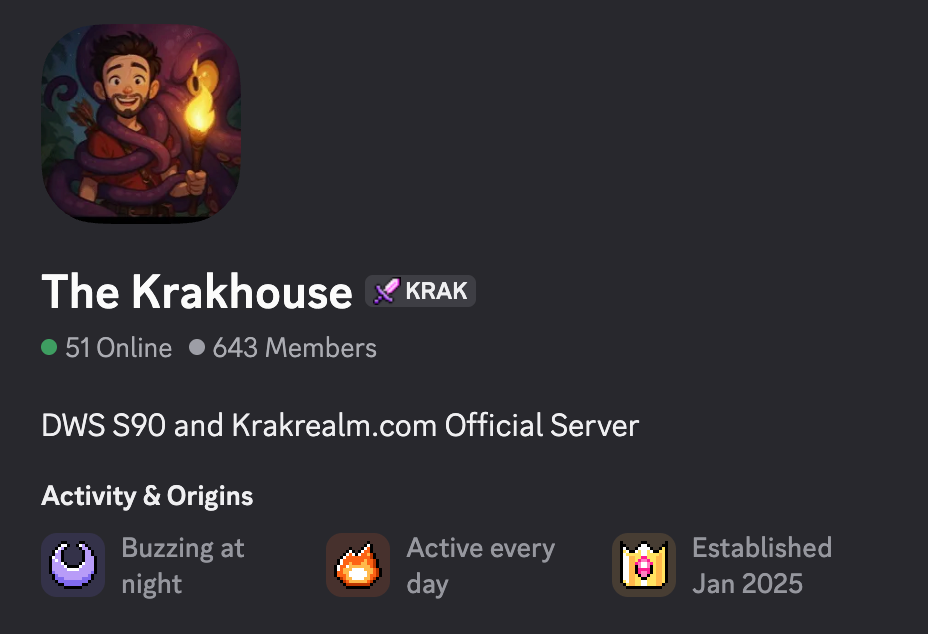 The Krakhouse KRAK
51 Online 643 Members
DWS S90 and Krakrealm.com Official Server
Activity & Origins
Buzzing at
night
Active every
day
Established
Jan 2025